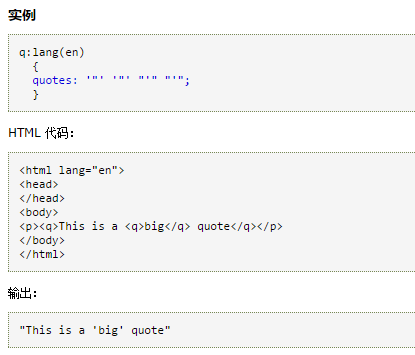 实例
q:lang(en)
  {
  quotes: '"' '"' "'" "'";
  }
HTML 代码：
<html lang="en">
<head>
</head>
<body>
<p><q>This is a <q>big</q> quote</q></p>
</body>
</html>
输出：
"This is a 'big' quote"